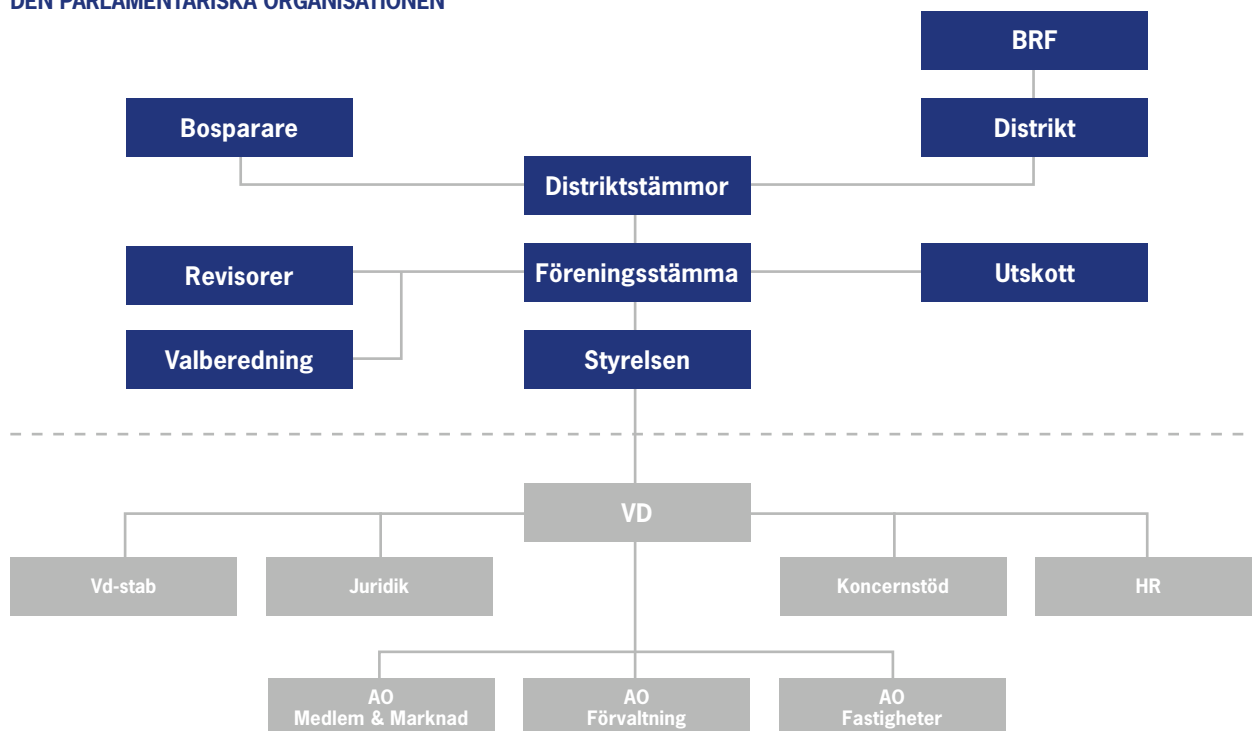 DEN PARLAMENTARISKA ORGANISATIONEN
BRF
Bosparare
Distrikt
Distriktstämmor
Revisorer
Föreningsstämma
Utskott
Valberedning
Styrelsen
VD
Vd-stab
Juridik
Koncernstöd
HR
AO
Medlem & Marknad
AO
Förvaltning
AO
Fastigheter